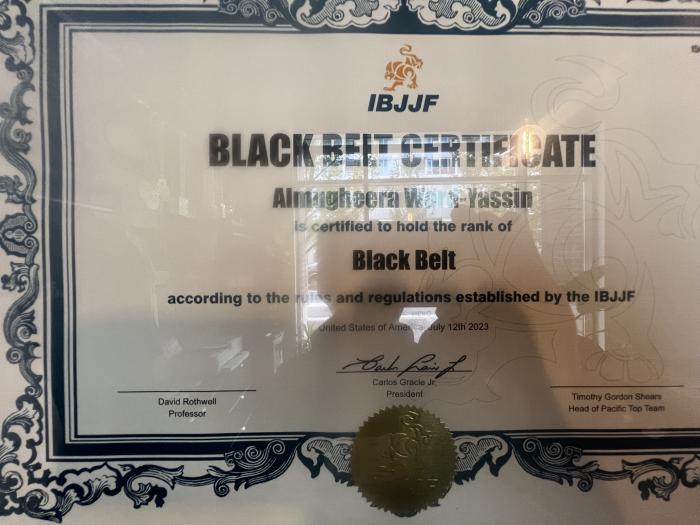 IBJJF
BLACK BELT CERTIFICATE
is certified to hold the rank of
Black Belt
according to the rules and regulations established by the IBJJF
United States of America, July 12th 2023
Carlos Gracie Jr,
President
David Rothwell
Professor
Timothy Gordon Shears
Head of Pacific Top Team
Almugheera